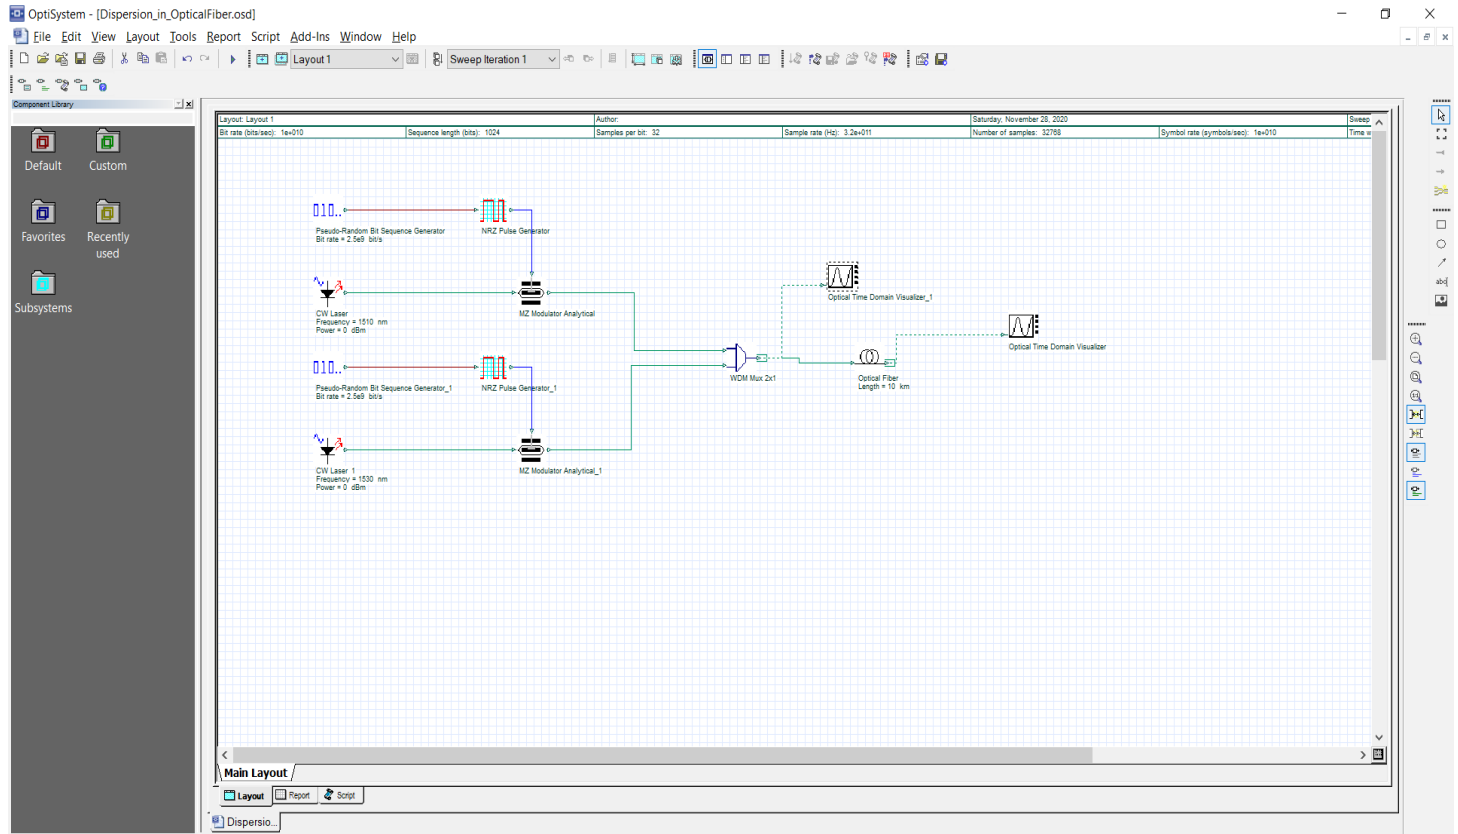 OptiSystem - [Dispersion_in_OpticalFiber.osd]
File Edit View Layout Tools Report Script Add-Ins Window Help
Layout 1
Sweep Iteration 1
Component Library
Default
Custom
Favorites
Recently used
Subsystems
Layout: Layout 1
Author:
Saturday, November 28, 2020
Sweep
Bit rate (bits/sec): 1e+010
Sequence length (bits): 1024
Samples per bit: 32
Sample rate (Hz): 3.2e+011
Number of samples: 32768
Symbol rate (symbols/sec): 1e+010
Time w
Pseudo-Random Bit Sequence Generator
Bit rate = 2.5e9 bit/s
NRZ Pulse Generator
CW Laser
Frequency = 1510 nm
Power = 0 dBm
MZ Modulator Analytical
Optical Time Domain Visualizer_1
Optical Time Domain Visualizer
WDM Mux 2x1
Optical Fiber
Length = 10 km
Pseudo-Random Bit Sequence Generator_1
Bit rate = 2.5e9 bit/s
NRZ Pulse Generator_1
CW Laser 1
Frequency = 1530 nm
Power = 0 dBm
MZ Modulator Analytical_1
Main Layout
Layout
Report
Script
Dispersio...